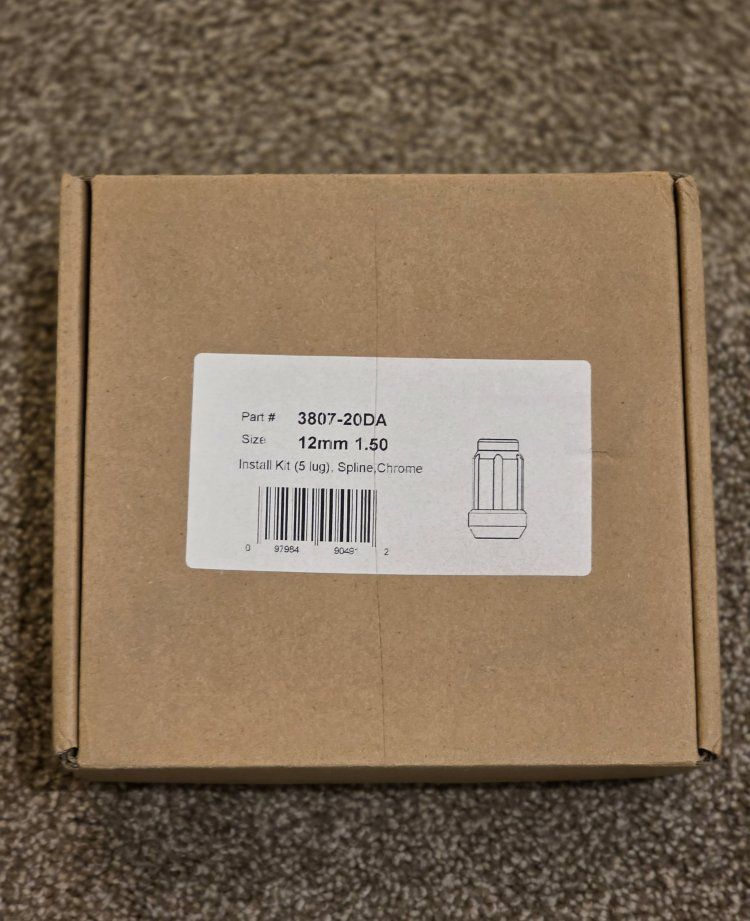 Part # 3807-20DA
Size 12mm 1.50
Install Kit (5 lug), Spline,Chrome
0 97984 90491 2